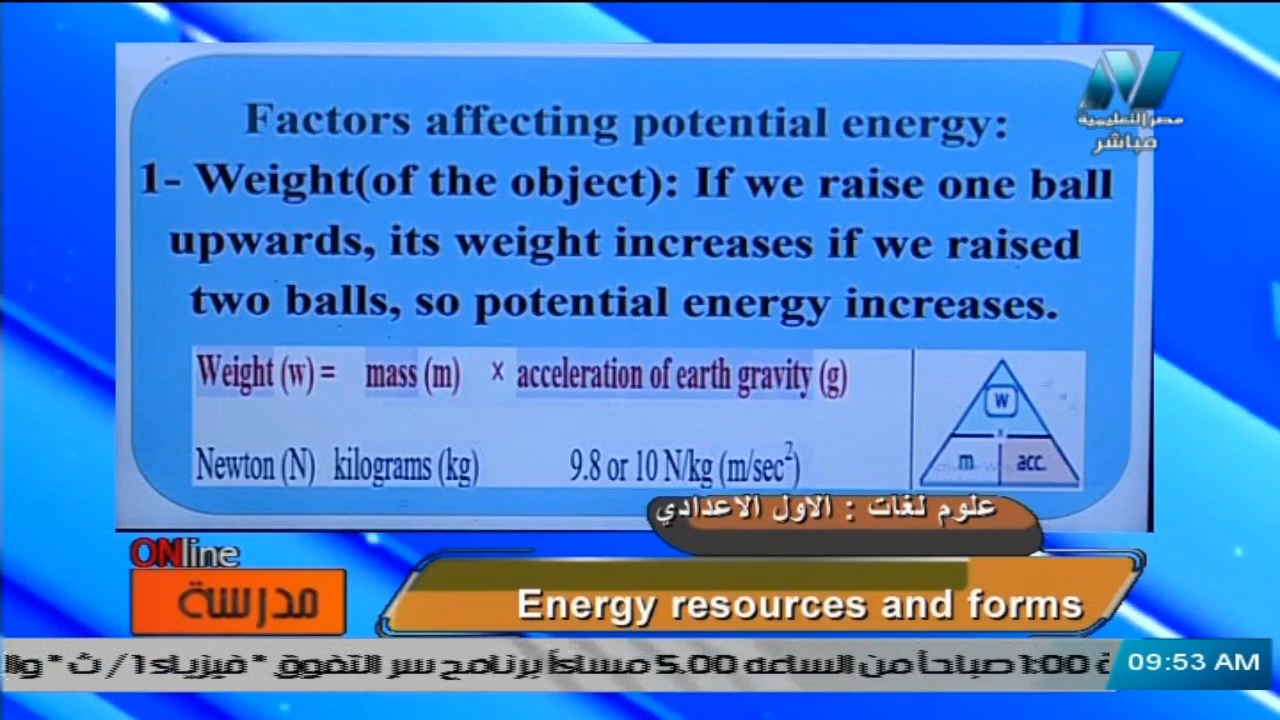 Factors affecting potential energy:
1- Weight(of the object): If we raise one ball
upwards, its weight increases if we raised
two balls, so potential energy increases.
Weight (w) = mass (m) × acceleration of earth gravity (g)
Newton (N) kilograms (kg) 9.8 or 10 N/kg (m/sec²)
W
m acc.
مصر التعليمية
مباشر
علوم لغات : الاول الاعدادي
ONline
مدرسة
Energy resources and forms
1:00 صباحاً من الساعه 5.00 مساءاً برنامج سر التفوق " فيزياء 1/ ث "
09:53 AM